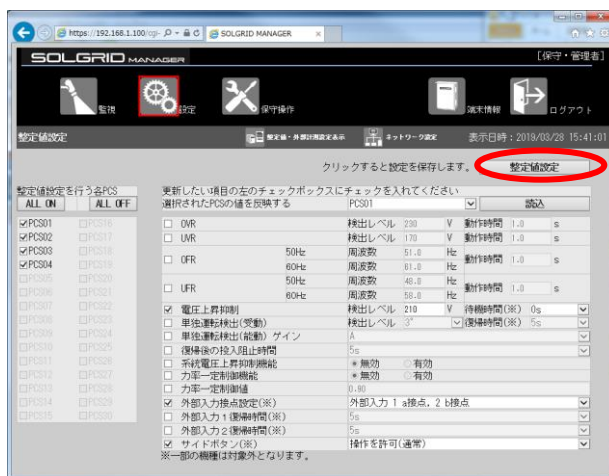 https://192.168.1.100/cgi-
SOLGRID MANAGER
SOLGRID MANAGER
[保守・管理者]
監視
設定
保守操作
端末情報
ログアウト
整定値設定
整定値・外部計測設定表示
ネットワーク設定
表示日時：2019/03/28 15:41:01
クリックすると設定を保存します。
整定値設定
整定値設定を行う各PCS
ALL ON ALL OFF
更新したい項目の左のチェックボックスにチェックを入れてください
選択されたPCSの値を反映する PCS01 読込
PCS01 PCS16
PCS02 PCS17
PCS03 PCS18
PCS04 PCS19
PCS05 PCS20
PCS06 PCS21
PCS07 PCS22
PCS08 PCS23
PCS09 PCS24
PCS10 PCS25
PCS11 PCS26
PCS12 PCS27
PCS13 PCS28
PCS14 PCS29
PCS15 PCS30
OVR 検出レベル 230 V 動作時間 1.0 s
UVR 検出レベル 170 V 動作時間 1.0 s
OFR 50Hz 周波数 51.0 Hz 動作時間 1.0 s
60Hz 周波数 61.0 Hz
UFR 50Hz 周波数 48.0 Hz 動作時間 1.0 s
60Hz 周波数 58.0 Hz
電圧上昇抑制 検出レベル 210 V 待機時間(※) 0s
単独運転検出(受動) 検出レベル 3° 復帰時間(※) 5s
単独運転検出(能動) ゲイン A
復帰後の投入阻止時間 5s
系統電圧上昇抑制機能 無効 有効
力率一定制御機能 無効 有効
力率一定制御値 0.90
外部入力接点設定(※) 外部入力 1 a接点, 2 b接点
外部入力１復帰時間(※) 5s
外部入力２復帰時間(※) 5s
サイドボタン(※) 操作を許可(通常)
※一部の機種は対象外となります。